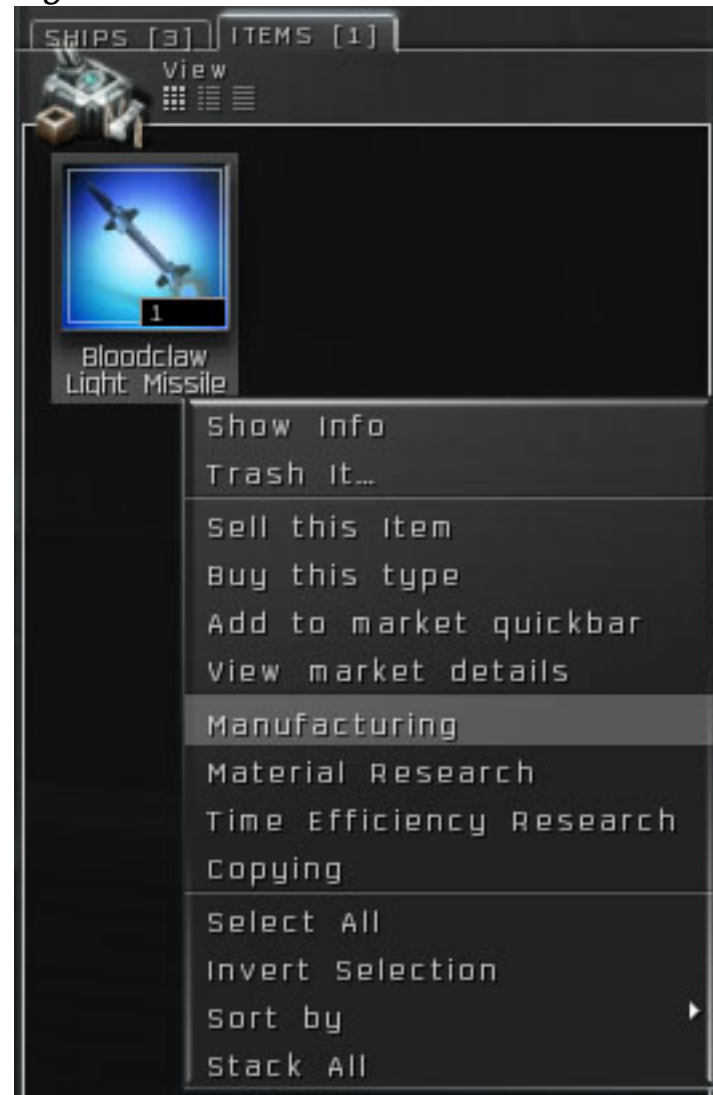 SHIPS [3] ITEMS [1]
View
1
Bloodclaw
Light Missile
Show Info
Trash It…
Sell this Item
Buy this type
Add to market quickbar
View market details
Manufacturing
Material Research
Time Efficiency Research
Copying
Select All
Invert Selection
Sort by
Stack All